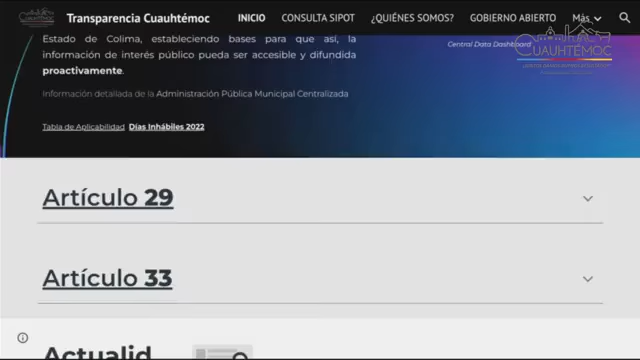 Transparencia Cuauhtémoc
INICIO CONSULTA SIPOT ¿QUIÉNES SOMOS? GOBIERNO ABIERTO Más
Estado de Colima, estableciendo bases para que así, la
información de interés público pueda ser accesible y difundida
proactivamente.
Central Data Dashboard
CUAUHTÉMOC
Información detallada de la Administración Pública Municipal Centralizada
Tabla de Aplicabilidad Días Inhábiles 2022
Artículo 29
Artículo 33
Actualid